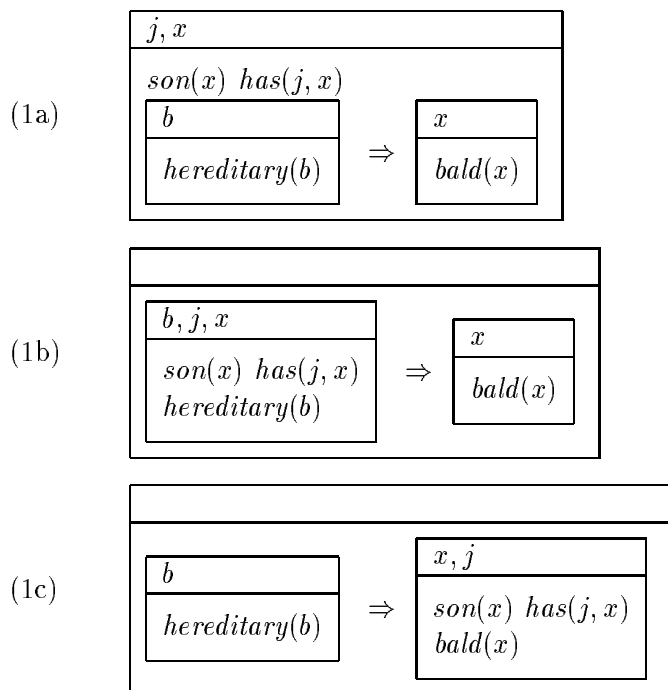 j, x
son(x) has(j, x)
(1a)
b
x
hereditary(b) ⇒ bald(x)
b, j, x
x
(1b)
son(x) has(j, x)
hereditary(b)
⇒ bald(x)
b
x, j
(1c)
hereditary(b) ⇒ son(x) has(j, x)
bald(x)